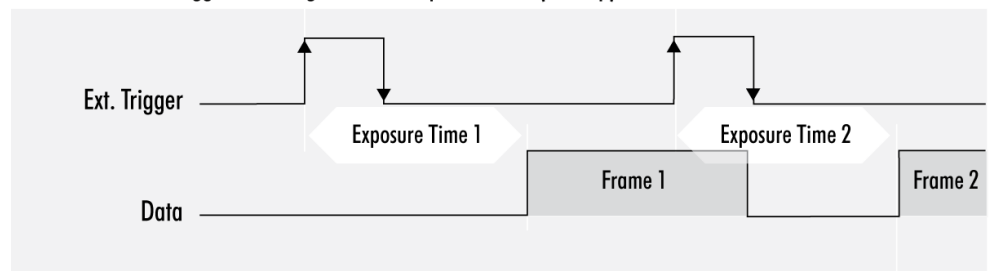 Ext. Trigger
Exposure Time 1
Exposure Time 2
Frame 1
Frame 2
Data